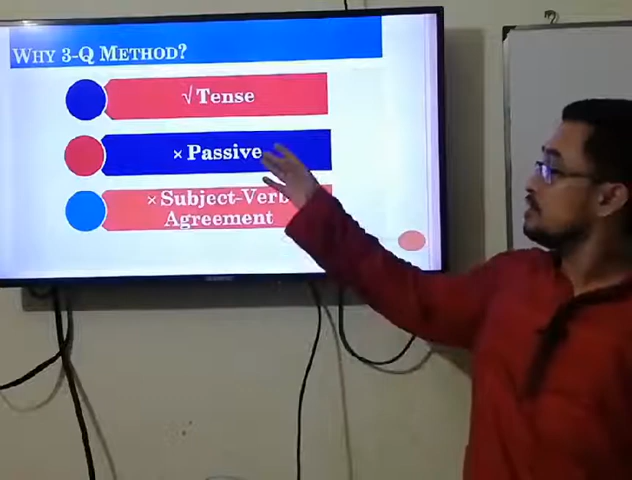 WHY 3-Q METHOD?
√ Tense
× Passive
× Subject-Verb
Agreement